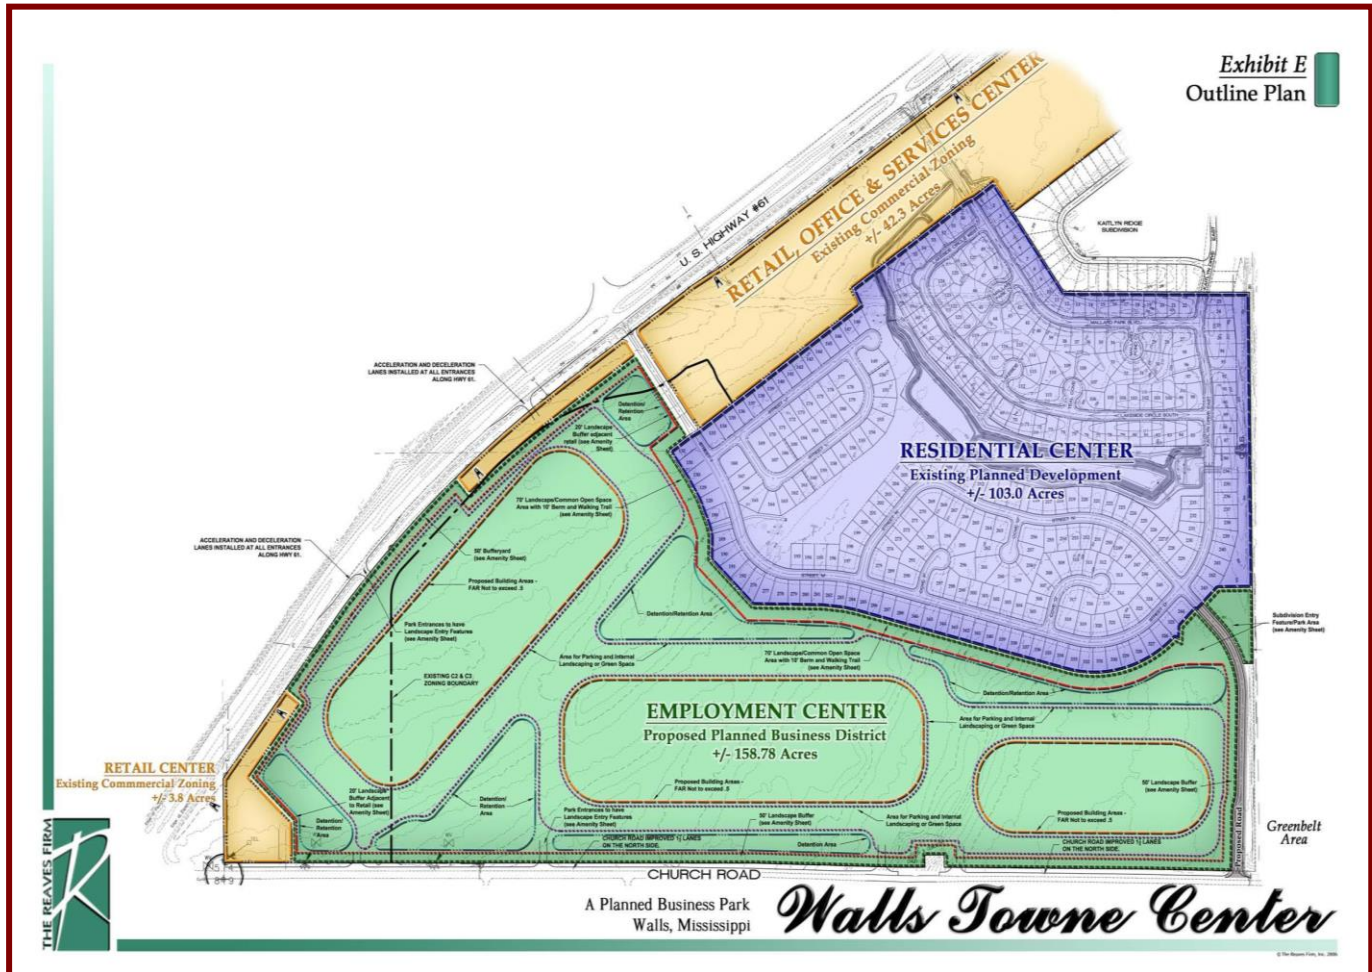 Exhibit E
Outline Plan
RETAIL, OFFICE & SERVICES CENTER
Existing Commercial Zoning
+/- 42.3 Acres
U. S. HIGHWAY #61
KAITLYN RIDGE
SUBDIVISION
ACCELERATION AND DECELERATION
LANES INSTALLED AT ALL ENTRANCES
ALONG HWY 61.
Detention/
Retention
Area
20' Landscape
Buffer adjacent
retail (see Amenity
Sheet)
RESIDENTIAL CENTER
Existing Planned Development
+/- 103.0 Acres
70' Landscape/Common Open Space
Area with 10' Berm and Walking Trail
(see Amenity Sheet)
ACCELERATION AND DECELERATION
LANES INSTALLED AT ALL ENTRANCES
ALONG HWY 61.
50' Bufferyard
(see Amenity Sheet)
Proposed Building Areas -
FAR Not to exceed .5
Detention/Retention Area
Park Entrances to have
Landscape Entry Features
(see Amenity Sheet)
Area for Parking and Internal
Landscaping or Green Space
70' Landscape/Common Open Space
Area with 10' Berm and Walking Trail
(see Amenity Sheet)
Subdivision Entry
Feature/Park Area
(see Amenity Sheet)
EXISTING C2 & C3
ZONING BOUNDARY
Detention/Retention Area
EMPLOYMENT CENTER
Proposed Planned Business District
+/- 158.78 Acres
Area for Parking and Internal
Landscaping or Green Space
RETAIL CENTER
Existing Commmercial Zoning
+/- 3.8 Acres
20' Landscape
Buffer Adjacent
to Retail (see
Amenity Sheet)
Detention/
Retention
Area
Detention/
Retention
Area
Proposed Building Areas -
FAR Not to exceed .5
Park Entrances to have
Landscape Entry Features
(see Amenity Sheet)
50' Landscape Buffer
(see Amenity Sheet)
Area for Parking and Internal
Landscaping or Green Space
Proposed Building Areas -
FAR Not to exceed .5
50' Landscape Buffer
(see Amenity Sheet)
CHURCH ROAD IMPROVED 1½ LANES
ON THE NORTH SIDE.
Detention Area
CHURCH ROAD IMPROVED 1½ LANES
ON THE NORTH SIDE.
Proposed Road
Greenbelt
Area
CHURCH ROAD
THE REAVES FIRM
R
A Planned Business Park
Walls, Mississippi
Walls Towne Center
© The Reaves Firm, Inc. 2006